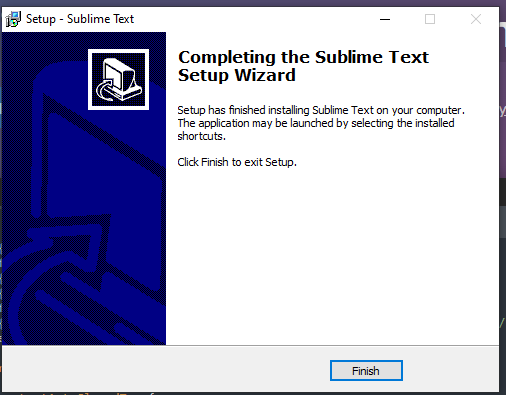 Setup - Sublime Text
Completing the Sublime Text
Setup Wizard
Setup has finished installing Sublime Text on your computer.
The application may be launched by selecting the installed
shortcuts.
Click Finish to exit Setup.
Finish